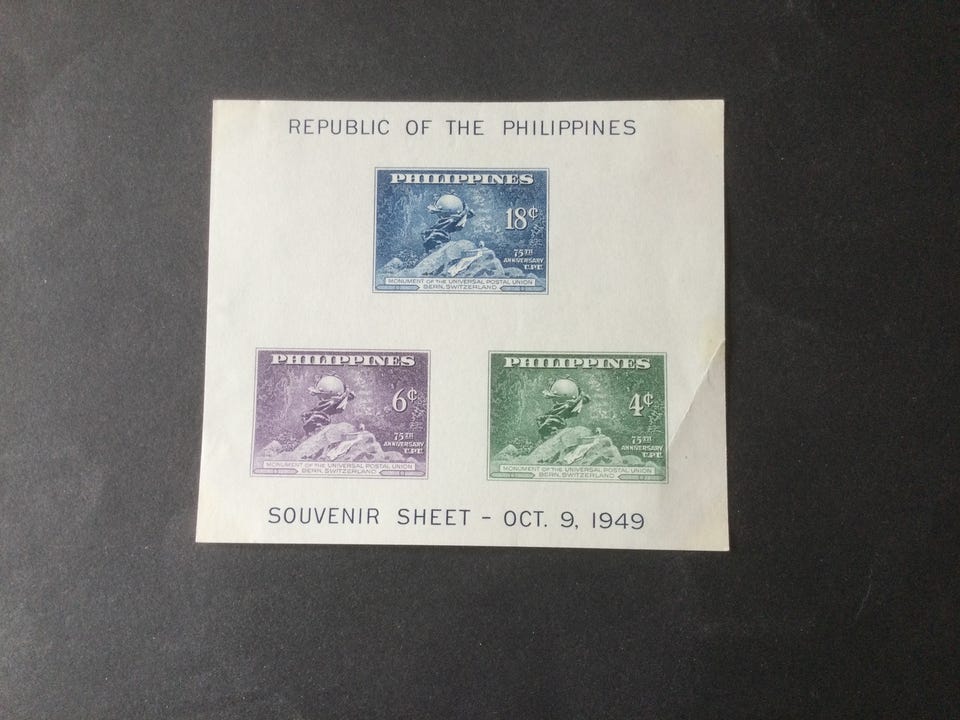 REPUBLIC OF THE PHILIPPINES
PHILIPPINES
18¢
75TH
ANNIVERSARY
U.P.U.
MONUMENT OF THE UNIVERSAL POSTAL UNION
BERN, SWITZERLAND
PHILIPPINES
6¢
75TH
ANNIVERSARY
U.P.U.
MONUMENT OF THE UNIVERSAL POSTAL UNION
BERN, SWITZERLAND
PHILIPPINES
4¢
75TH
ANNIVERSARY
U.P.U.
MONUMENT OF THE UNIVERSAL POSTAL UNION
BERN, SWITZERLAND
SOUVENIR SHEET - OCT. 9, 1949